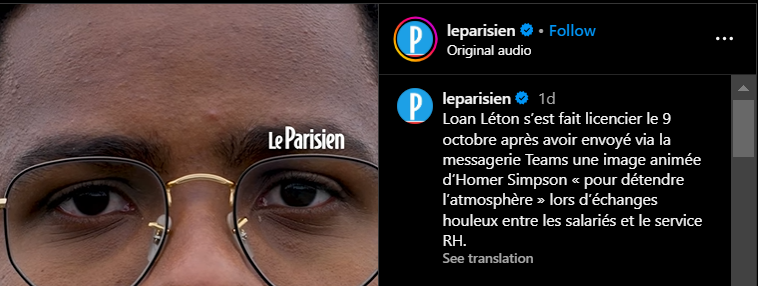 Le Parisien
leparisien • Follow
Original audio
leparisien 1d
Loan Léton s’est fait licencier le 9
octobre après avoir envoyé via la
messagerie Teams une image animée
d’Homer Simpson « pour détendre
l’atmosphère » lors d’échanges
houleux entre les salariés et le service
RH.
See translation